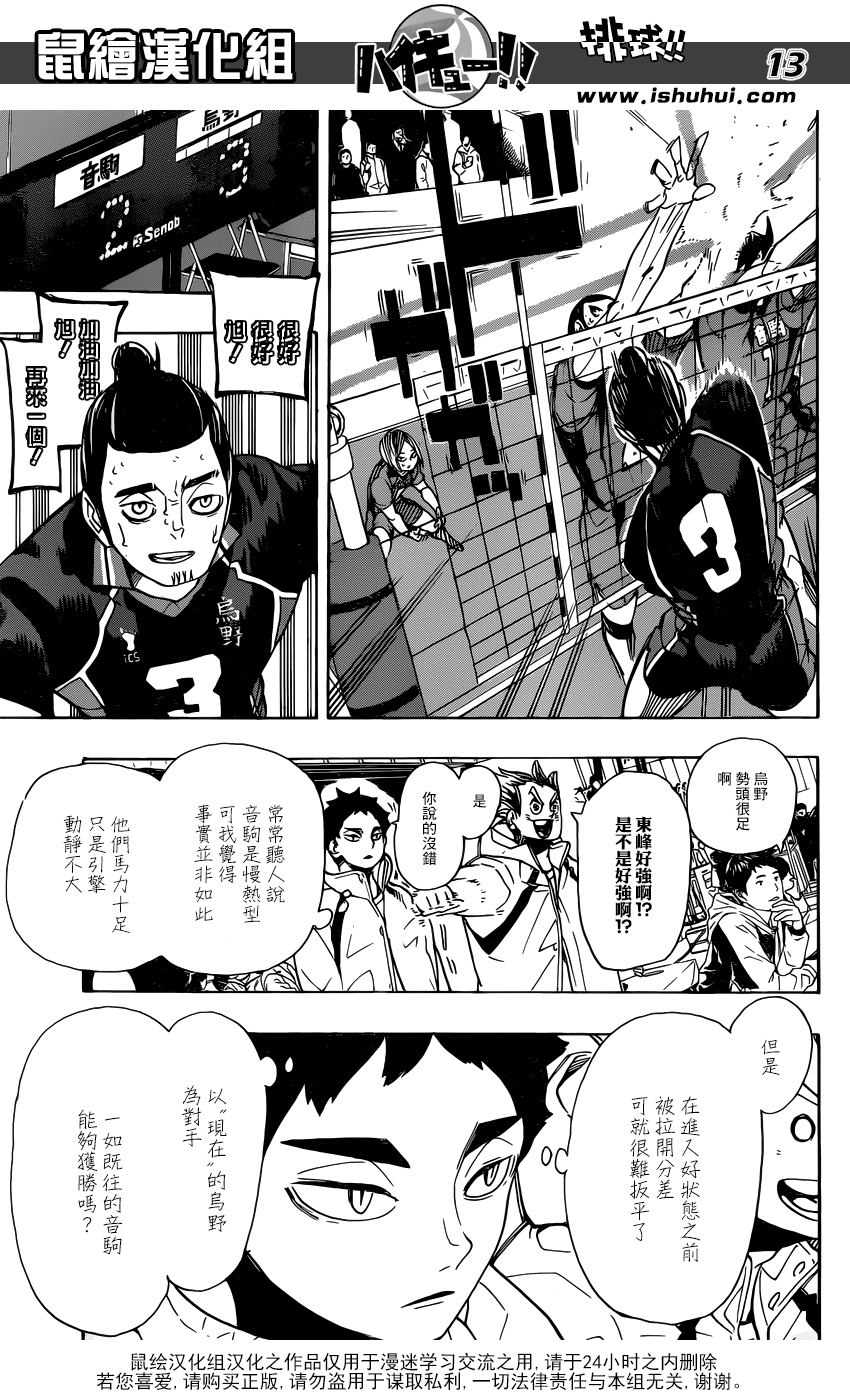 鼠繪漢化組
ハイキュー!!
排球!!
13
www.ishuhui.com
ガガッ
烏野
3
音駒
2
Senob
3
很好
很好
旭!
加油加油
旭!
再來一個!
烏野
ics
3
烏野
勢頭很足
啊
東峰好強啊!?
是不是好強啊!?
是
你說的沒錯
常常聽人說
音駒是慢熱型
可我覺得
事實並非如此
他們馬力十足
只是引擎
動靜不大
但是
在進入好狀態之前
被拉開分差
可就很難扳平了
以"現在"的烏野
為對手
一如既往的音駒
能夠獲勝嗎?
鼠绘汉化组汉化之作品仅用于漫迷学习交流之用, 请于24小时之内删除
若您喜爱, 请购买正版, 请勿盗用于谋取私利, 一切法律责任与本组无关, 谢谢。